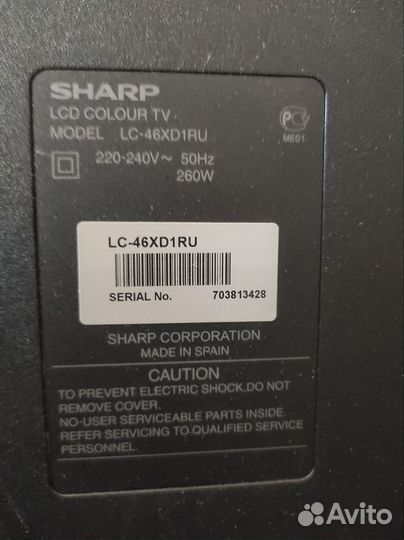 SHARP
LCD COLOUR TV
MODEL LC-46XD1RU
220-240V~ 50Hz
260W
РС
МБ01
LC-46XD1RU
SERIAL No. 703813428
SHARP CORPORATION
MADE IN SPAIN
CAUTION
TO PREVENT ELECTRIC SHOCK,DO NOT
REMOVE COVER.
NO-USER SERVICEABLE PARTS INSIDE.
REFER SERVICING TO QUALIFIED SERVICE
PERSONNEL.
Avito